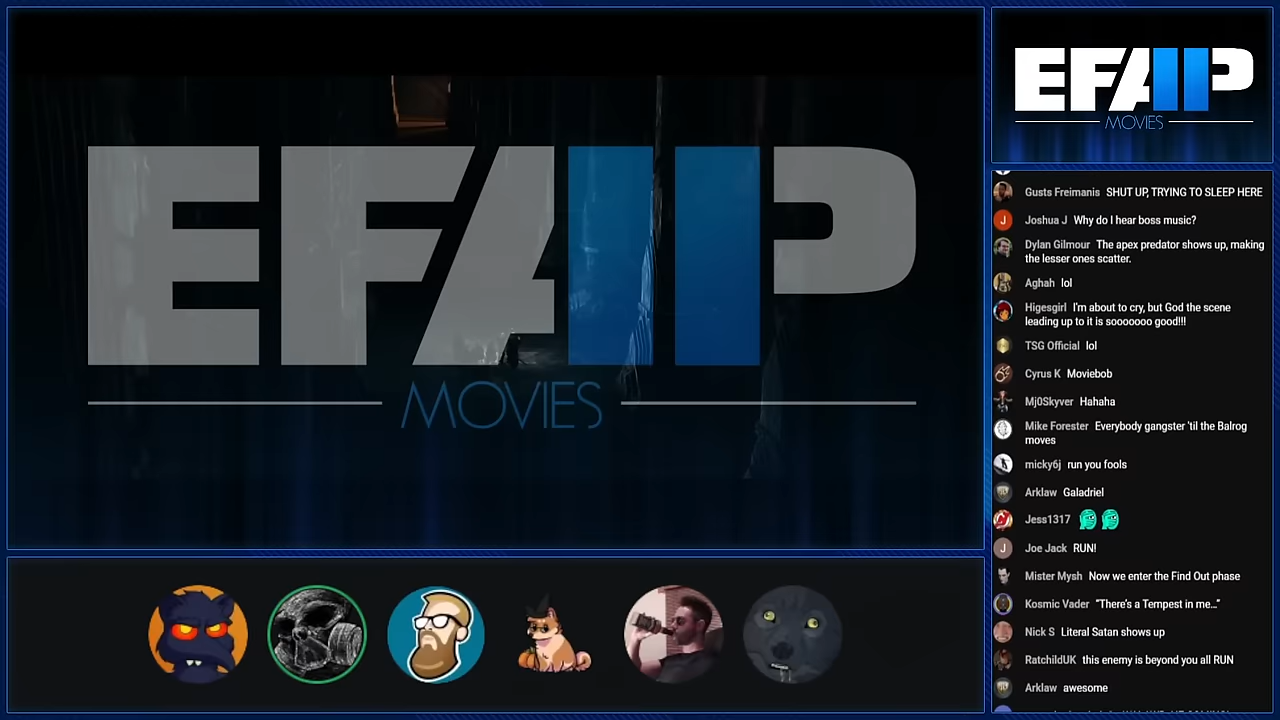 EFAP
MOVIES
EFAP
MOVIES
Gusts Freimanis SHUT UP, TRYING TO SLEEP HERE
J Joshua J Why do I hear boss music?
Dylan Gilmour The apex predator shows up, making
the lesser ones scatter.
Aghah lol
Higesgirl I'm about to cry, but God the scene
leading up to it is sooooooo good!!!
TSG Official lol
Cyrus K Moviebob
Mj0Skyver Hahaha
Mike Forester Everybody gangster 'til the Balrog
moves
micky6j run you fools
Arklaw Galadriel
Jess1317
J Joe Jack RUN!
Mister Mysh Now we enter the Find Out phase
Kosmic Vader “There's a Tempest in me...”
Nick S Literal Satan shows up
RatchildUK this enemy is beyond you all RUN
Arklaw awesome